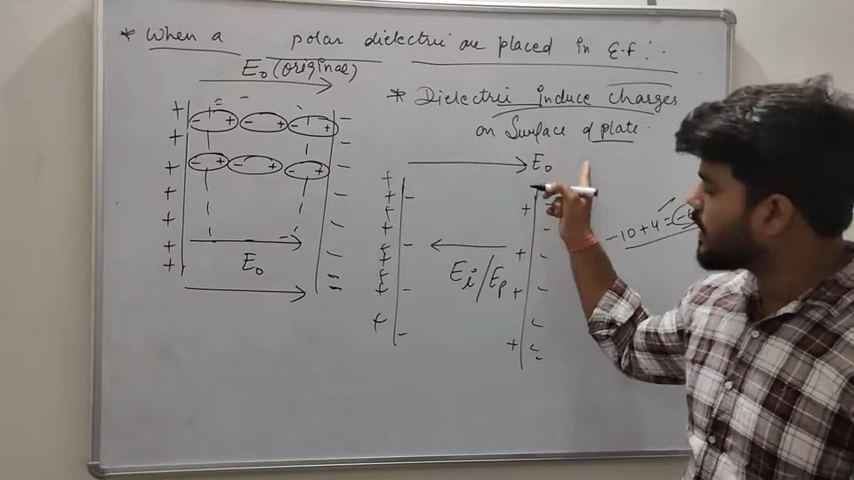 * When a polar dielectric are placed in E.f :.
E₀ (original)
* Dielectric induce charges
on Surface of plate.
E₀
-10+4 = 
Eᵢ/Eₚ
E₀